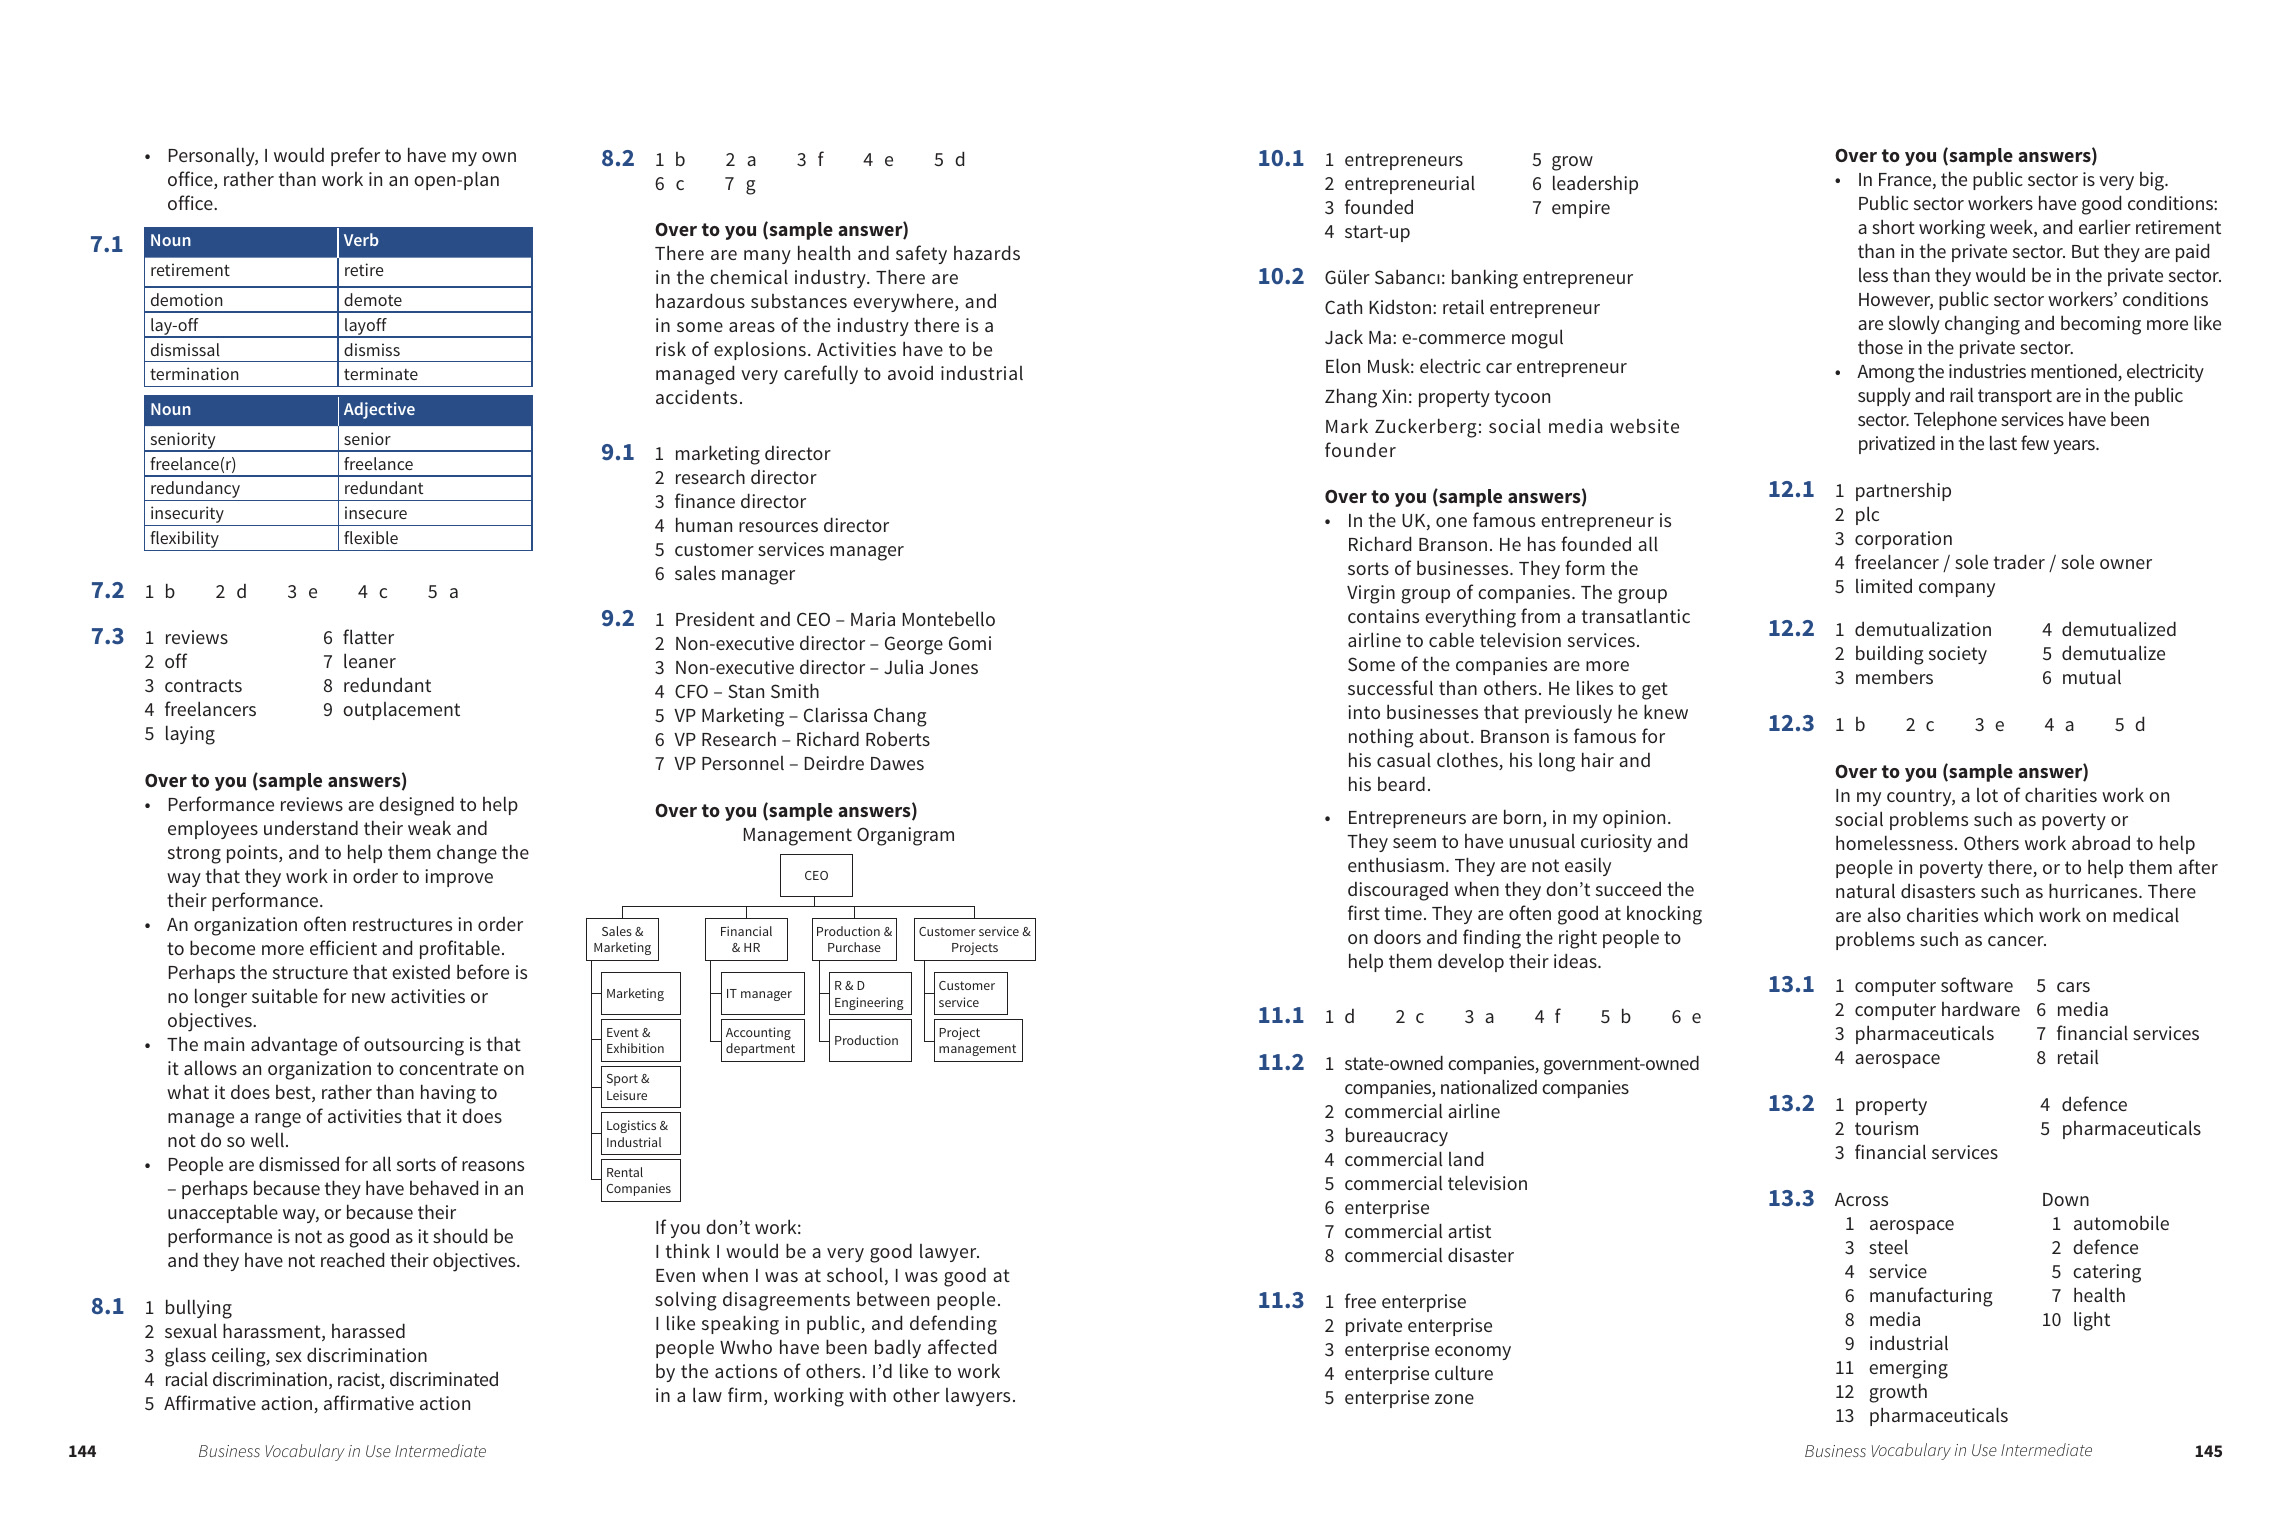 • Personally, I would prefer to have my own
office, rather than work in an open-plan
office.
7.1
Noun Verb
retirement retire
demotion demote
lay-off layoff
dismissal dismiss
termination terminate
Noun Adjective
seniority senior
freelance(r) freelance
redundancy redundant
insecurity insecure
flexibility flexible
7.2 1 b 2 d 3 e 4 c 5 a
7.3 1 reviews 6 flatter
2 off 7 leaner
3 contracts 8 redundant
4 freelancers 9 outplacement
5 laying
Over to you (sample answers)
• Performance reviews are designed to help
employees understand their weak and
strong points, and to help them change the
way that they work in order to improve
their performance.
• An organization often restructures in order
to become more efficient and profitable.
Perhaps the structure that existed before is
no longer suitable for new activities or
objectives.
• The main advantage of outsourcing is that
it allows an organization to concentrate on
what it does best, rather than having to
manage a range of activities that it does
not do so well.
• People are dismissed for all sorts of reasons
– perhaps because they have behaved in an
unacceptable way, or because their
performance is not as good as it should be
and they have not reached their objectives.
8.1 1 bullying
2 sexual harassment, harassed
3 glass ceiling, sex discrimination
4 racial discrimination, racist, discriminated
5 Affirmative action, affirmative action
8.2 1 b 2 a 3 f 4 e 5 d
6 c 7 g
Over to you (sample answer)
There are many health and safety hazards
in the chemical industry. There are
hazardous substances everywhere, and
in some areas of the industry there is a
risk of explosions. Activities have to be
managed very carefully to avoid industrial
accidents.
9.1 1 marketing director
2 research director
3 finance director
4 human resources director
5 customer services manager
6 sales manager
9.2 1 President and CEO – Maria Montebello
2 Non-executive director – George Gomi
3 Non-executive director – Julia Jones
4 CFO – Stan Smith
5 VP Marketing – Clarissa Chang
6 VP Research – Richard Roberts
7 VP Personnel – Deirdre Dawes
Over to you (sample answers)
Management Organigram
CEO
Sales &
Marketing
Financial
& HR
Production &
Purchase
Customer service &
Projects
Marketing
IT manager
R & D
Engineering
Customer
service
Event &
Exhibition
Accounting
department
Production
Project
management
Sport &
Leisure
Logistics &
Industrial
Rental
Companies
If you don't work:
I think I would be a very good lawyer.
Even when I was at school, I was good at
solving disagreements between people.
I like speaking in public, and defending
people Wwho have been badly affected
by the actions of others. I'd like to work
in a law firm, working with other lawyers.
144 Business Vocabulary in Use Intermediate
10.1 1 entrepreneurs 5 grow
2 entrepreneurial 6 leadership
3 founded 7 empire
4 start-up
10.2 Güler Sabancı: banking entrepreneur
Cath Kidston: retail entrepreneur
Jack Ma: e-commerce mogul
Elon Musk: electric car entrepreneur
Zhang Xin: property tycoon
Mark Zuckerberg: social media website
founder
Over to you (sample answers)
• In the UK, one famous entrepreneur is
Richard Branson. He has founded all
sorts of businesses. They form the
Virgin group of companies. The group
contains everything from a transatlantic
airline to cable television services.
Some of the companies are more
successful than others. He likes to get
into businesses that previously he knew
nothing about. Branson is famous for
his casual clothes, his long hair and
his beard.
• Entrepreneurs are born, in my opinion.
They seem to have unusual curiosity and
enthusiasm. They are not easily
discouraged when they don't succeed the
first time. They are often good at knocking
on doors and finding the right people to
help them develop their ideas.
11.1 1 d 2 c 3 a 4 f 5 b 6 e
11.2 1 state-owned companies, government-owned
companies, nationalized companies
2 commercial airline
3 bureaucracy
4 commercial land
5 commercial television
6 enterprise
7 commercial artist
8 commercial disaster
11.3 1 free enterprise
2 private enterprise
3 enterprise economy
4 enterprise culture
5 enterprise zone
Over to you (sample answers)
• In France, the public sector is very big.
Public sector workers have good conditions:
a short working week, and earlier retirement
than in the private sector. But they are paid
less than they would be in the private sector.
However, public sector workers' conditions
are slowly changing and becoming more like
those in the private sector.
• Among the industries mentioned, electricity
supply and rail transport are in the public
sector. Telephone services have been
privatized in the last few years.
12.1 1 partnership
2 plc
3 corporation
4 freelancer / sole trader / sole owner
5 limited company
12.2 1 demutualization 4 demutualized
2 building society 5 demutualize
3 members 6 mutual
12.3 1 b 2 c 3 e 4 a 5 d
Over to you (sample answer)
In my country, a lot of charities work on
social problems such as poverty or
homelessness. Others work abroad to help
people in poverty there, or to help them after
natural disasters such as hurricanes. There
are also charities which work on medical
problems such as cancer.
13.1 1 computer software 5 cars
2 computer hardware 6 media
3 pharmaceuticals 7 financial services
4 aerospace 8 retail
13.2 1 property 4 defence
2 tourism 5 pharmaceuticals
3 financial services
13.3 Across Down
1 aerospace 1 automobile
3 steel 2 defence
4 service 5 catering
6 manufacturing 7 health
8 media 10 light
9 industrial
11 emerging
12 growth
13 pharmaceuticals
Business Vocabulary in Use Intermediate 145